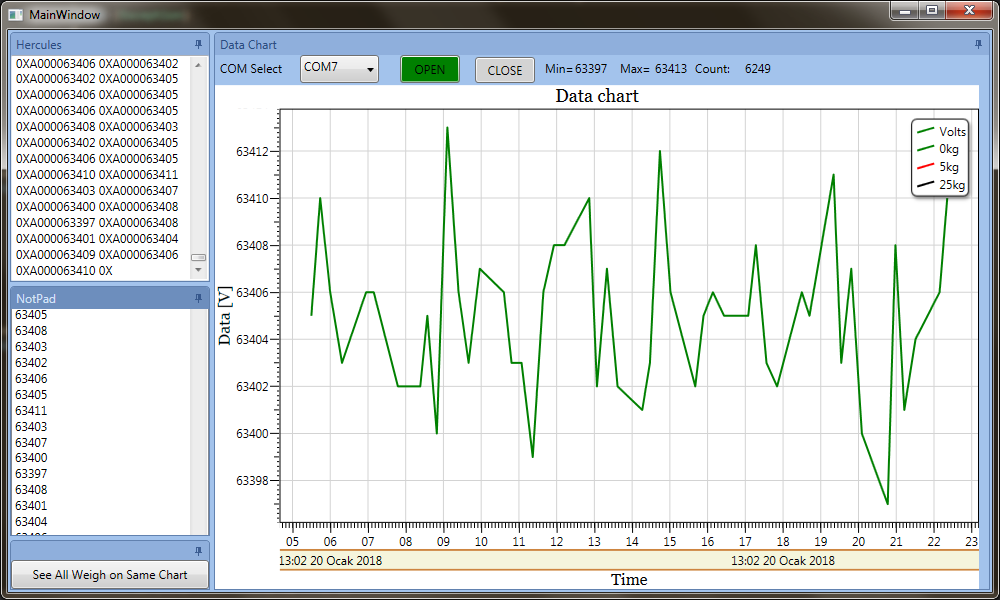 MainWindow
Hercules
0XA000063406 0XA000063402
0XA000063402 0XA000063405
0XA000063406 0XA000063405
0XA000063406 0XA000063405
0XA000063408 0XA000063403
0XA000063402 0XA000063405
0XA000063406 0XA000063405
0XA000063410 0XA000063411
0XA000063403 0XA000063407
0XA000063400 0XA000063408
0XA000063397 0XA000063408
0XA000063401 0XA000063404
0XA000063409 0XA000063406
0XA000063410 0X
NotPad
63405
63408
63403
63402
63406
63405
63411
63403
63407
63400
63397
63408
63401
63404
See All Weigh on Same Chart
Data Chart
COM Select COM7 OPEN CLOSE Min= 63397 Max= 63413 Count: 6249
Data chart
Volts
0kg
5kg
25kg
Data [V]
63412
63410
63408
63406
63404
63402
63400
63398
05 06 07 08 09 10 11 12 13 14 15 16 17 18 19 20 21 22 23
13:02 20 Ocak 2018 13:02 20 Ocak 2018
Time